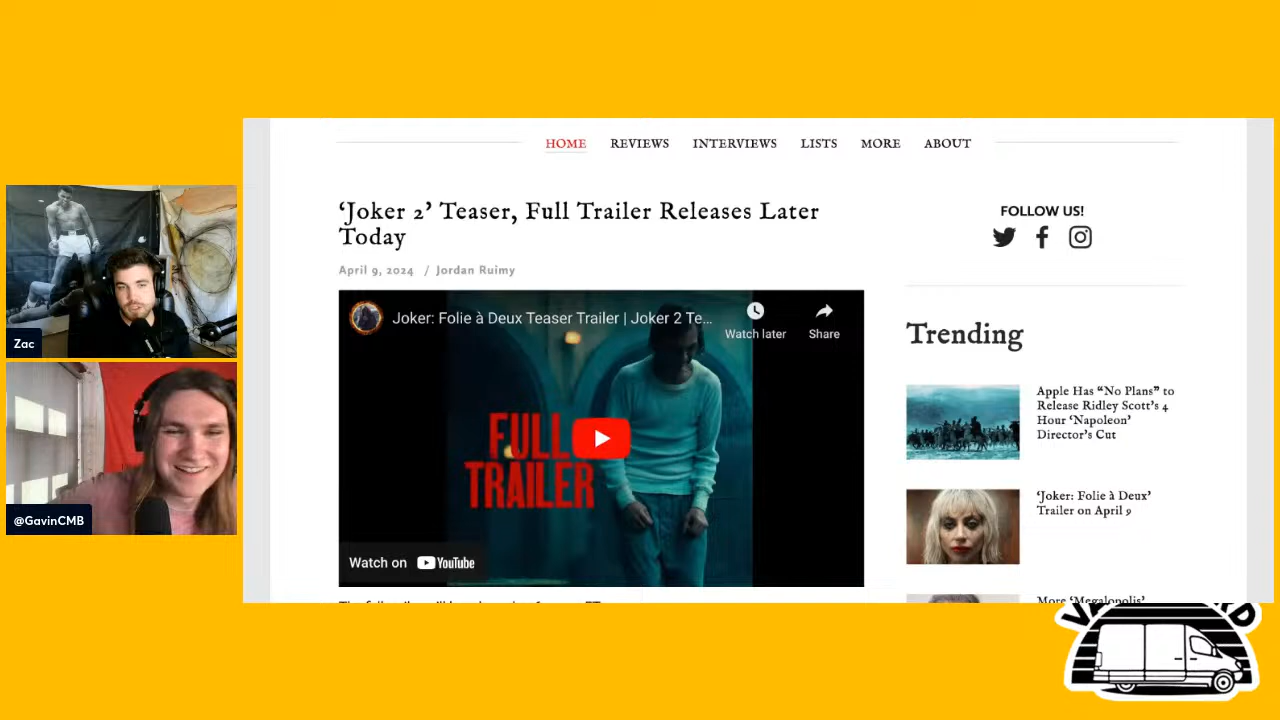 HOME REVIEWS INTERVIEWS LISTS MORE ABOUT
‘Joker 2’ Teaser, Full Trailer Releases Later
Today
April 9, 2024 / Jordan Ruimy
Joker: Folie à Deux Teaser Trailer | Joker 2 Te...
Watch later
Share
FULL
TRAILER
Watch on YouTube
FOLLOW US!
Trending
Apple Has “No Plans” to
Release Ridley Scott’s 4
Hour ‘Napoleon’
Director’s Cut
‘Joker: Folie à Deux’
Trailer on April 9
More ‘Megalopolis’
Zac
@GavinCMB